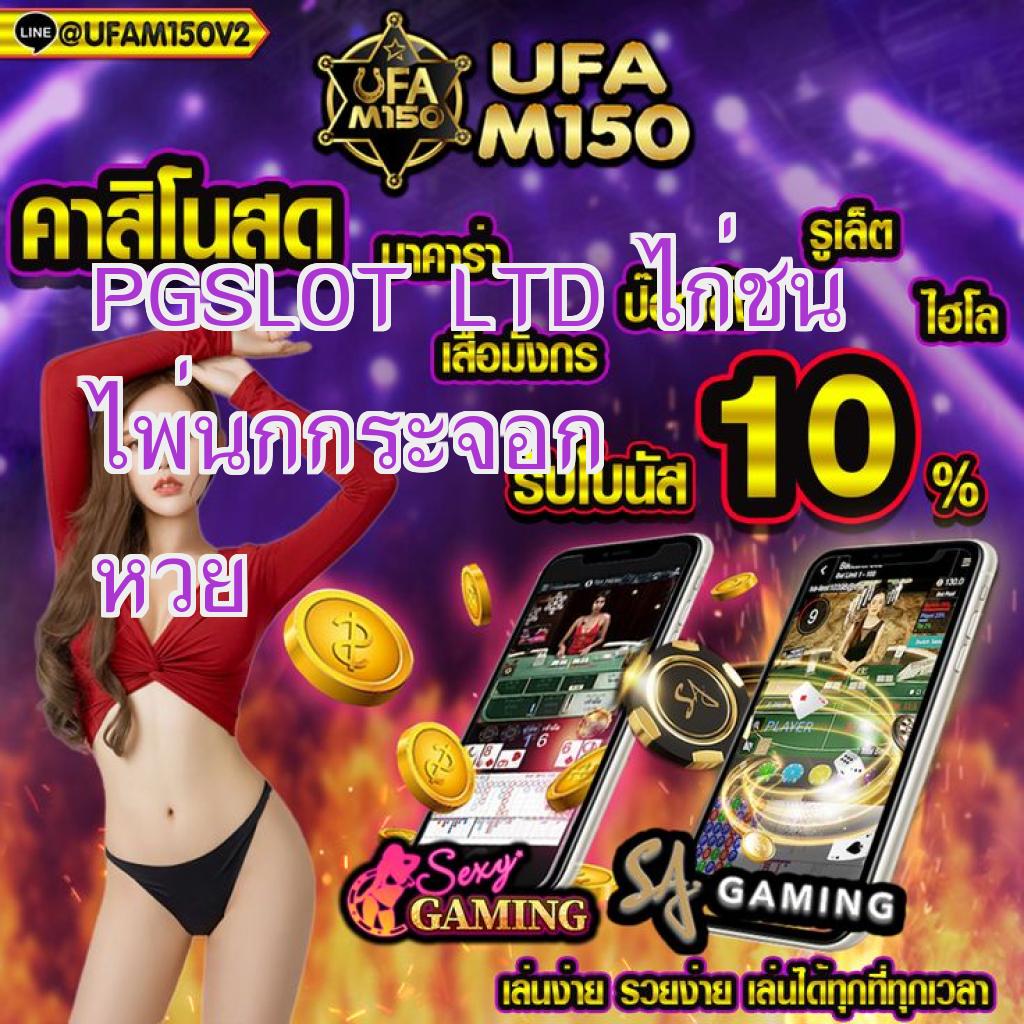 LINE @UFAM150V2
UFA
M150
UFA
M150
คาสิโนสด
บาคาร่า
รูเล็ต
ไฮโล
PGSLOT LTD ไก่ชน
เสือมังกร
ไพ่นกกระจอก
รับโบนัส 10 %
หวย
PLAYER
Sexy
GAMING
SA GAMING
เล่นง่าย รวยง่าย เล่นได้ทุกที่ทุกเวลา